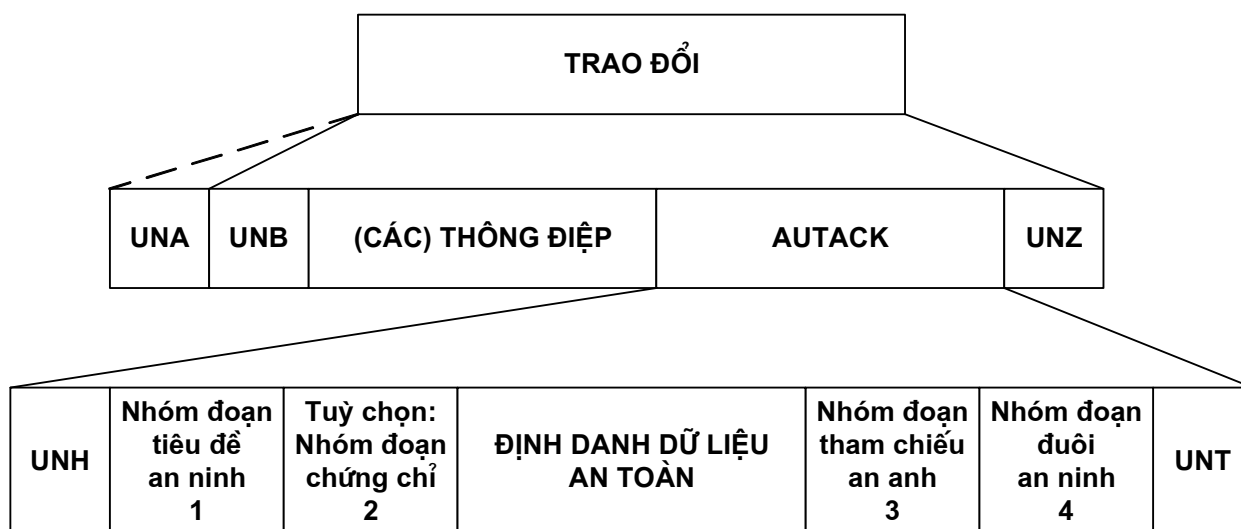 TRAO ĐỔI
UNA
UNB
(CÁC) THÔNG ĐIỆP
AUTACK
UNZ
UNH
Nhóm đoạn
tiêu đề
an ninh
1
Tuỳ chọn:
Nhóm đoạn
chứng chỉ
2
ĐỊNH DANH DỮ LIỆU
AN TOÀN
Nhóm đoạn
tham chiếu
an anh
3
Nhóm đoạn
đuôi
an ninh
4
UNT